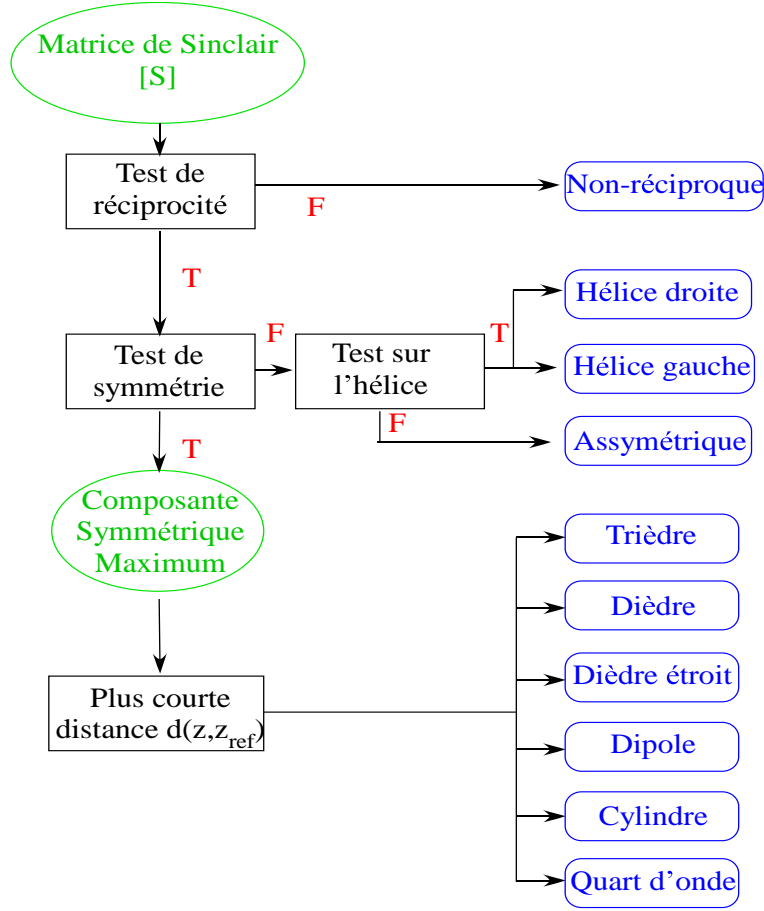 Matrice de Sinclair
[S]
Test de
réciprocité
F
Non-réciproque
T
Hélice droite
Test de
symmétrie
F
Test sur
l'hélice
T
Hélice gauche
F
Assymétrique
T
Composante
Symmétrique
Maximum
Trièdre
Dièdre
Plus courte
distance d(z,z_ref)
Dièdre étroit
Dipole
Cylindre
Quart d'onde